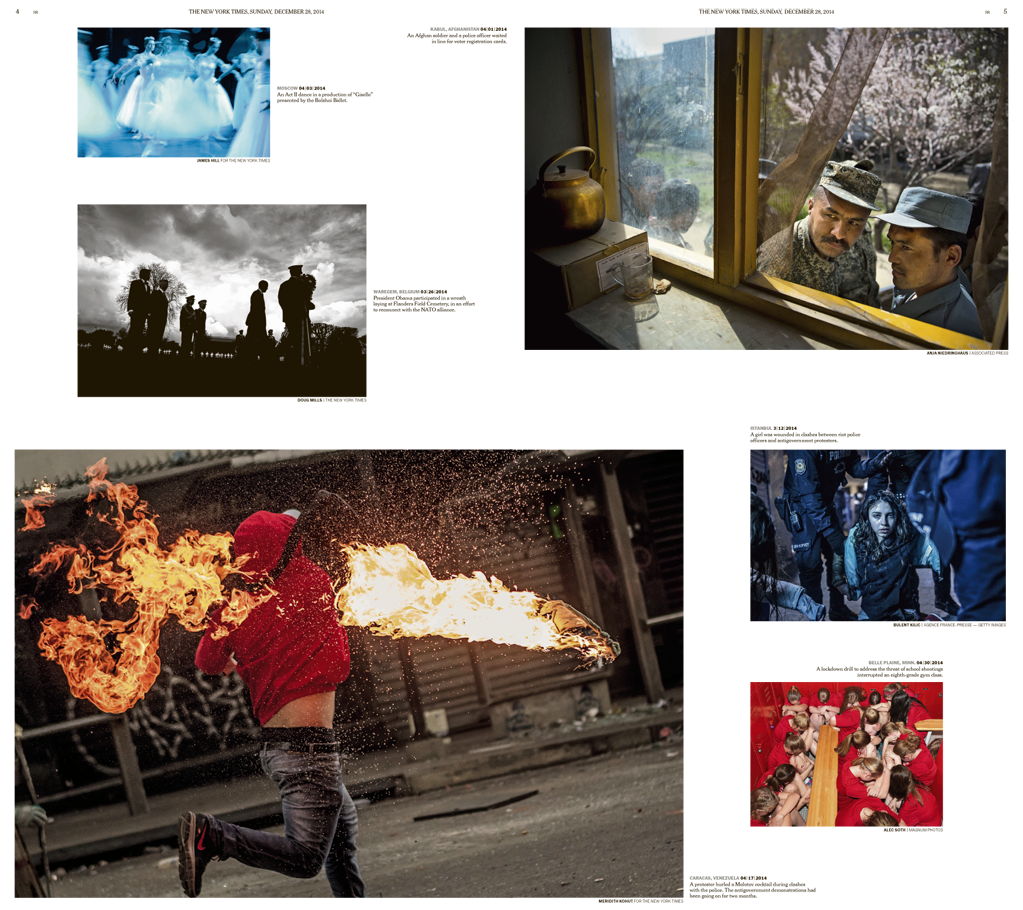 4
SR
THE NEW YORK TIMES, SUNDAY, DECEMBER 28, 2014
THE NEW YORK TIMES, SUNDAY, DECEMBER 28, 2014
SR
5
KABUL, AFGHANISTAN 04|01|2014
An Afghan soldier and a police officer waited
in line for voter registration cards.
MOSCOW 04|03|2014
An Act II dance in a production of “Giselle”
presented by the Bolshoi Ballet.
JAMES HILL FOR THE NEW YORK TIMES
WAREGEM, BELGIUM 03|26|2014
President Obama participated in a wreath
laying at Flanders Field Cemetery, in an effort
to reconnect with the NATO alliance.
DOUG MILLS | THE NEW YORK TIMES
ANJA NIEDRINGHAUS | ASSOCIATED PRESS
ISTANBUL 3|12|2014
A girl was wounded in clashes between riot police
officers and antigovernment protesters.
BULENT KILIC | AGENCE FRANCE-PRESSE — GETTY IMAGES
BELLE PLAINE, MINN. 04|30|2014
A lockdown drill to address the threat of school shootings
interrupted an eighth-grade gym class.
ALEC SOTH | MAGNUM PHOTOS
CARACAS, VENEZUELA 04|17|2014
A protester hurled a Molotov cocktail during clashes
with the police. The antigovernment demonstrations had
been going on for two months.
MERIDITH KOHUT FOR THE NEW YORK TIMES